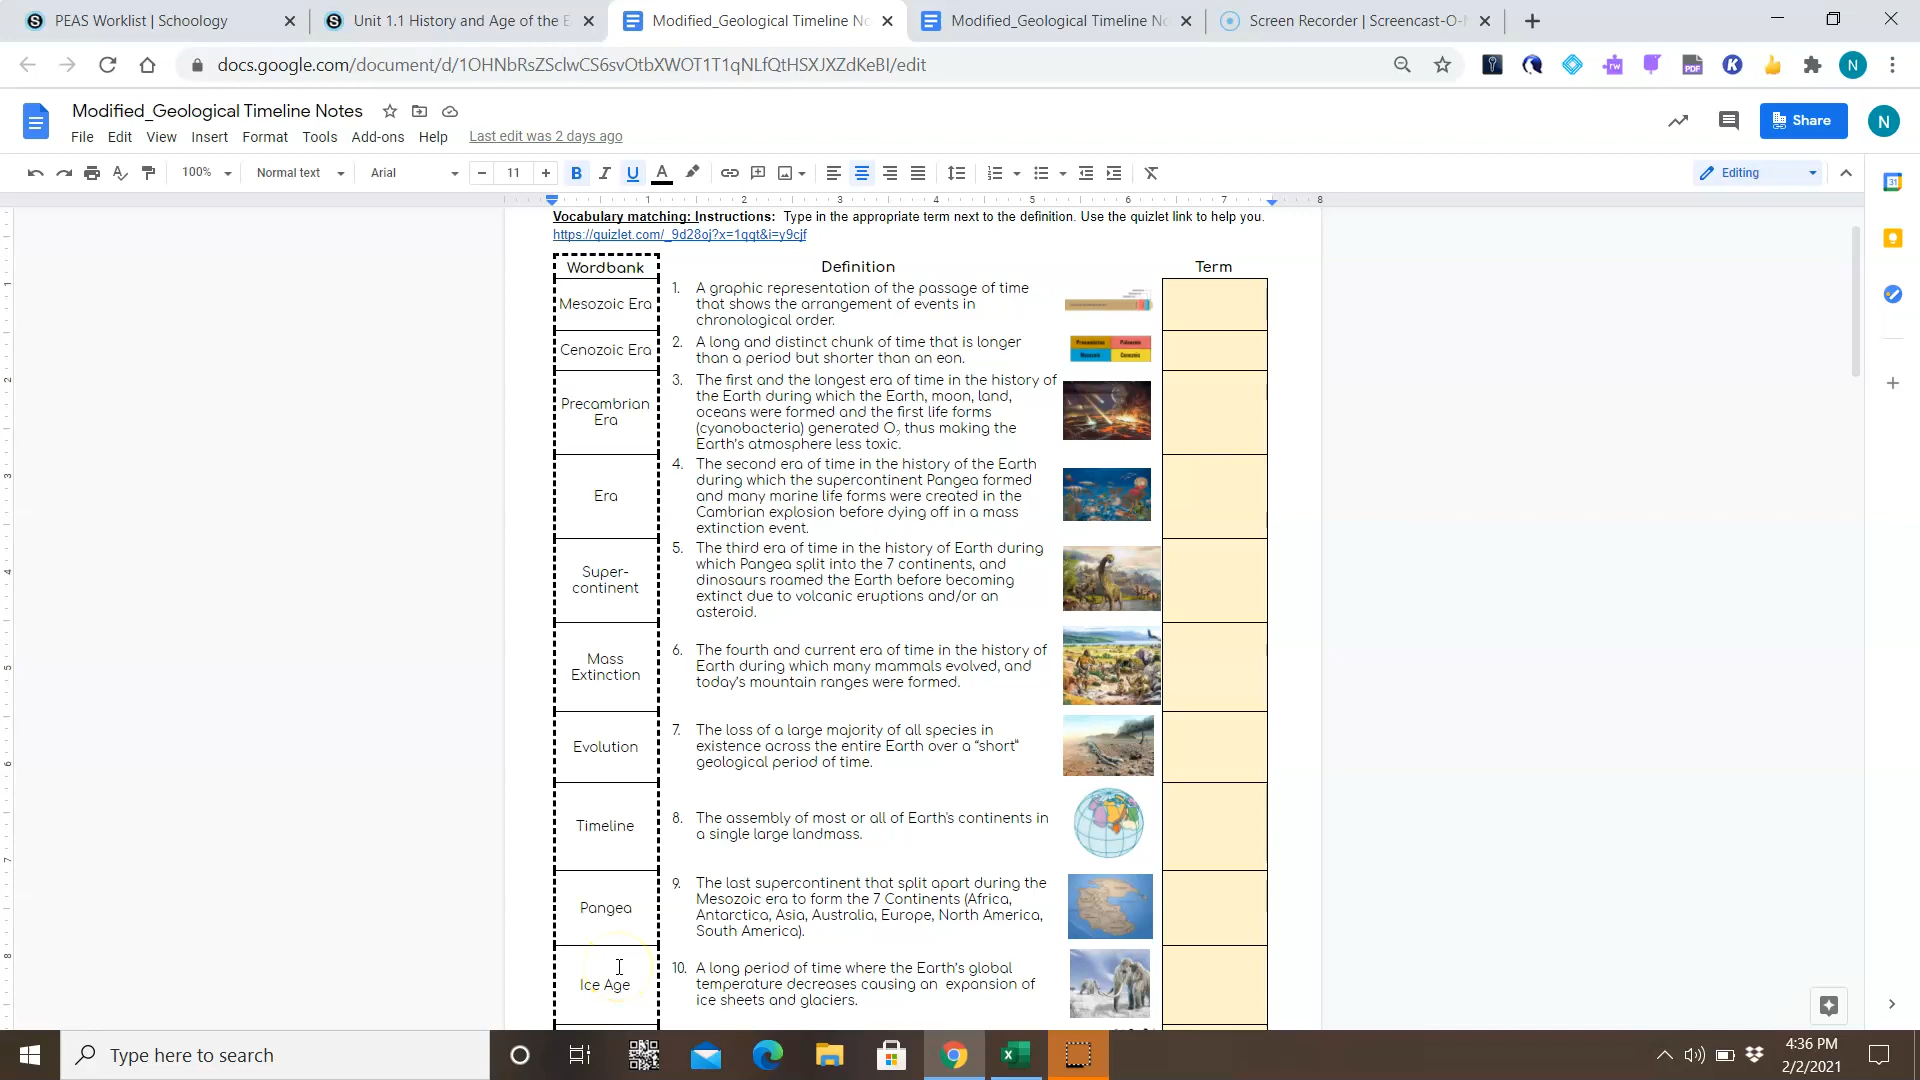 PEAS Worklist | Schoology
Unit 1.1 History and Age of the E
Modified_Geological Timeline No
Modified_Geological Timeline No
Screen Recorder | Screencast-O-M
docs.google.com/document/d/1OHNbRsZSclwCS6svOtbXWOT1T1qNLfQtHSXJXZdKeBI/edit
Modified_Geological Timeline Notes
File Edit View Insert Format Tools Add-ons Help Last edit was 2 days ago
Share
N
100% Normal text Arial 11 Editing
Vocabulary matching: Instructions: Type in the appropriate term next to the definition. Use the quizlet link to help you.
https://quizlet.com/_9d28oj?x=1qqt&i=y9cjf
Wordbank Definition Term
Mesozoic Era
1. A graphic representation of the passage of time
that shows the arrangement of events in
chronological order.
Cenozoic Era
2. A long and distinct chunk of time that is longer
than a period but shorter than an eon.
Precambrian Paleozoic
Mesozoic Cenozoic
Precambrian
Era
3. The first and the longest era of time in the history of
the Earth during which the Earth, moon, land,
oceans were formed and the first life forms
(cyanobacteria) generated O₂ thus making the
Earth's atmosphere less toxic.
Era
4. The second era of time in the history of the Earth
during which the supercontinent Pangea formed
and many marine life forms were created in the
Cambrian explosion before dying off in a mass
extinction event.
Super-
continent
5. The third era of time in the history of Earth during
which Pangea split into the 7 continents, and
dinosaurs roamed the Earth before becoming
extinct due to volcanic eruptions and/or an
asteroid.
Mass
Extinction
6. The fourth and current era of time in the history of
Earth during which many mammals evolved, and
today's mountain ranges were formed.
Evolution
7. The loss of a large majority of all species in
existence across the entire Earth over a "short"
geological period of time.
Timeline
8. The assembly of most or all of Earth's continents in
a single large landmass.
Pangea
9. The last supercontinent that split apart during the
Mesozoic era to form the 7 Continents (Africa,
Antarctica, Asia, Australia, Europe, North America,
South America).
Ice Age
10. A long period of time where the Earth's global
temperature decreases causing an expansion of
ice sheets and glaciers.
Type here to search
4:36 PM
2/2/2021